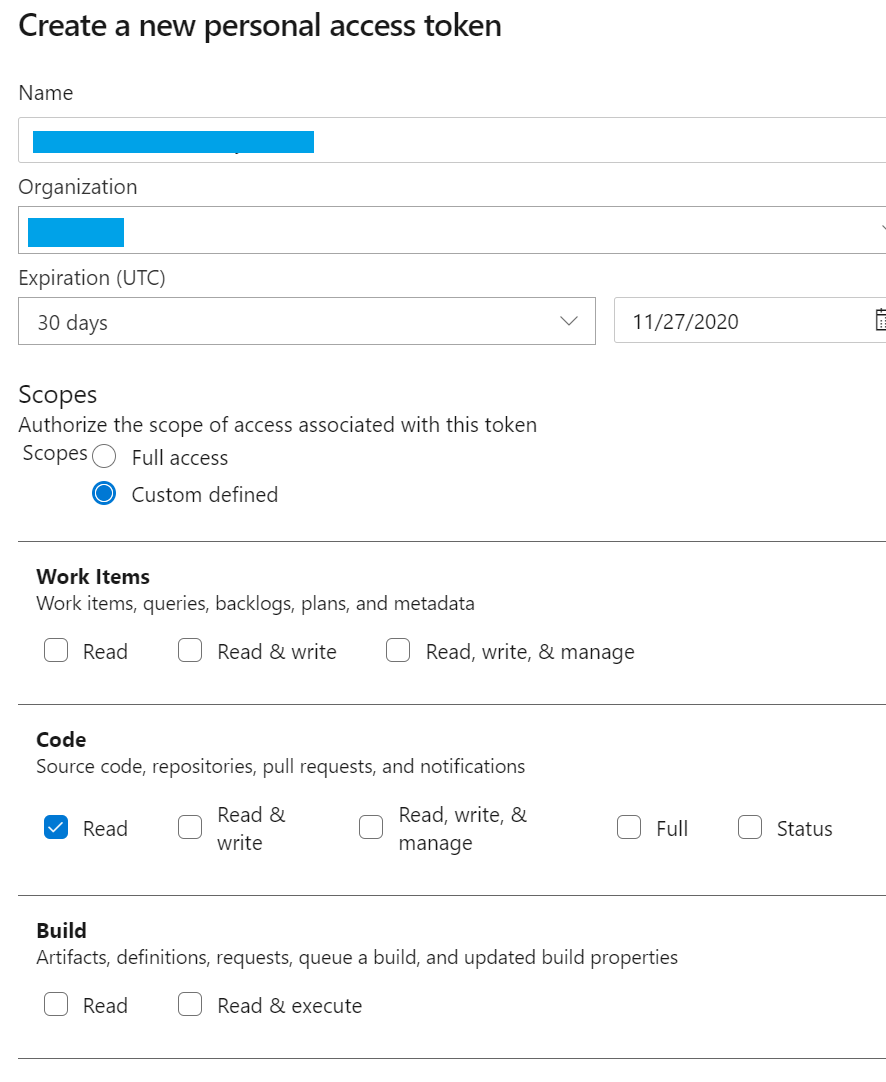 Create a new personal access token
Name
Organization
Expiration (UTC)
30 days
11/27/2020
Scopes
Authorize the scope of access associated with this token
Scopes
Full access
Custom defined
Work Items
Work items, queries, backlogs, plans, and metadata
Read
Read & write
Read, write, & manage
Code
Source code, repositories, pull requests, and notifications
Read
Read &
write
Read, write, &
manage
Full
Status
Build
Artifacts, definitions, requests, queue a build, and updated build properties
Read
Read & execute